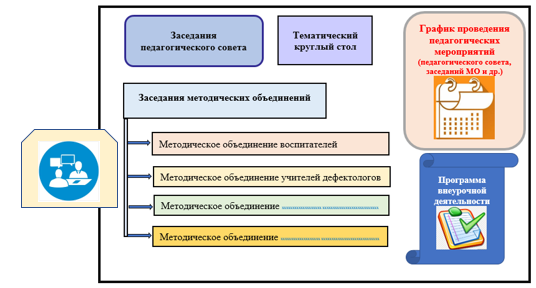 Заседания
педагогического совета
Тематический
круглый стол
График проведения
педагогических
мероприятий
(педагогического совета,
заседаний МО и др.)
Заседания методических объединений
Методическое объединение воспитателей
Методическое объединение учителей дефектологов
Методическое объединение
Методическое объединение
Программа
внеурочной
деятельности